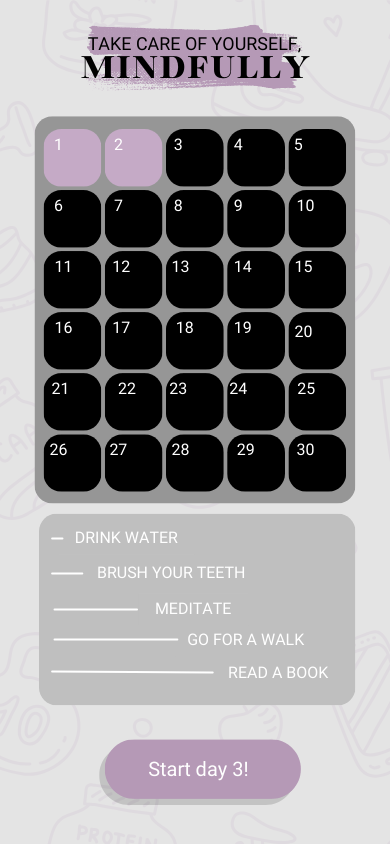 TAKE CARE OF YOURSELF,
MINDFULLY
1 2 3 4 5
6 7 8 9 10
11 12 13 14 15
16 17 18 19 20
21 22 23 24 25
26 27 28 29 30
DRINK WATER
BRUSH YOUR TEETH
MEDITATE
GO FOR A WALK
READ A BOOK
10
Start day 3!
PROTEIN